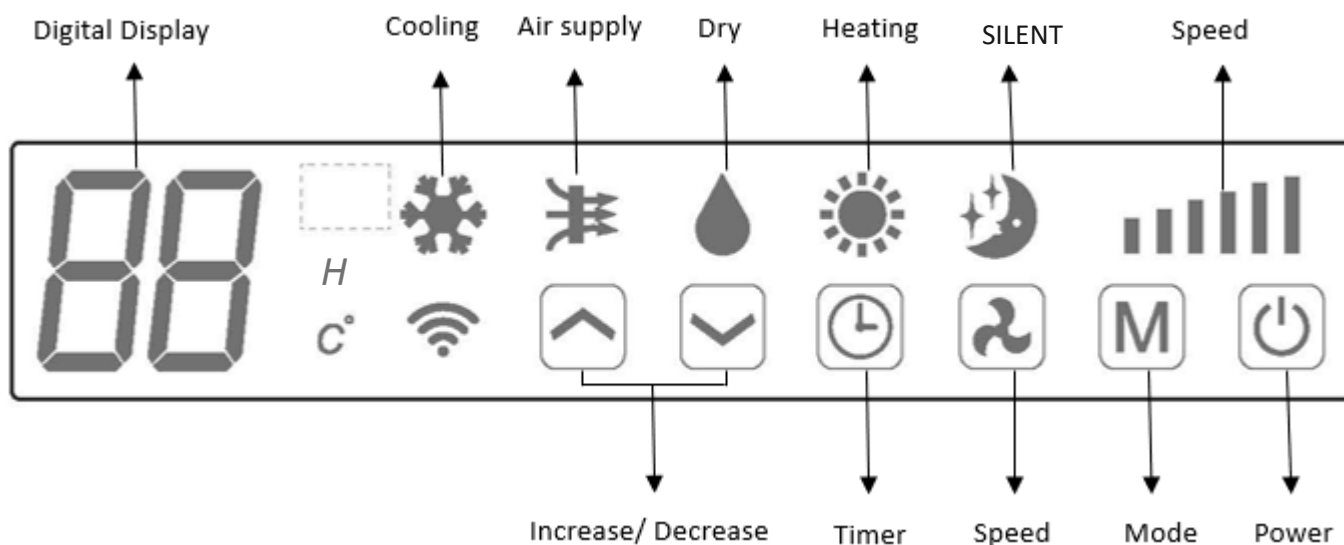 Digital Display Cooling Air supply Dry Heating SILENT Speed
88
H
C°
M
Increase/ Decrease Timer Speed Mode Power